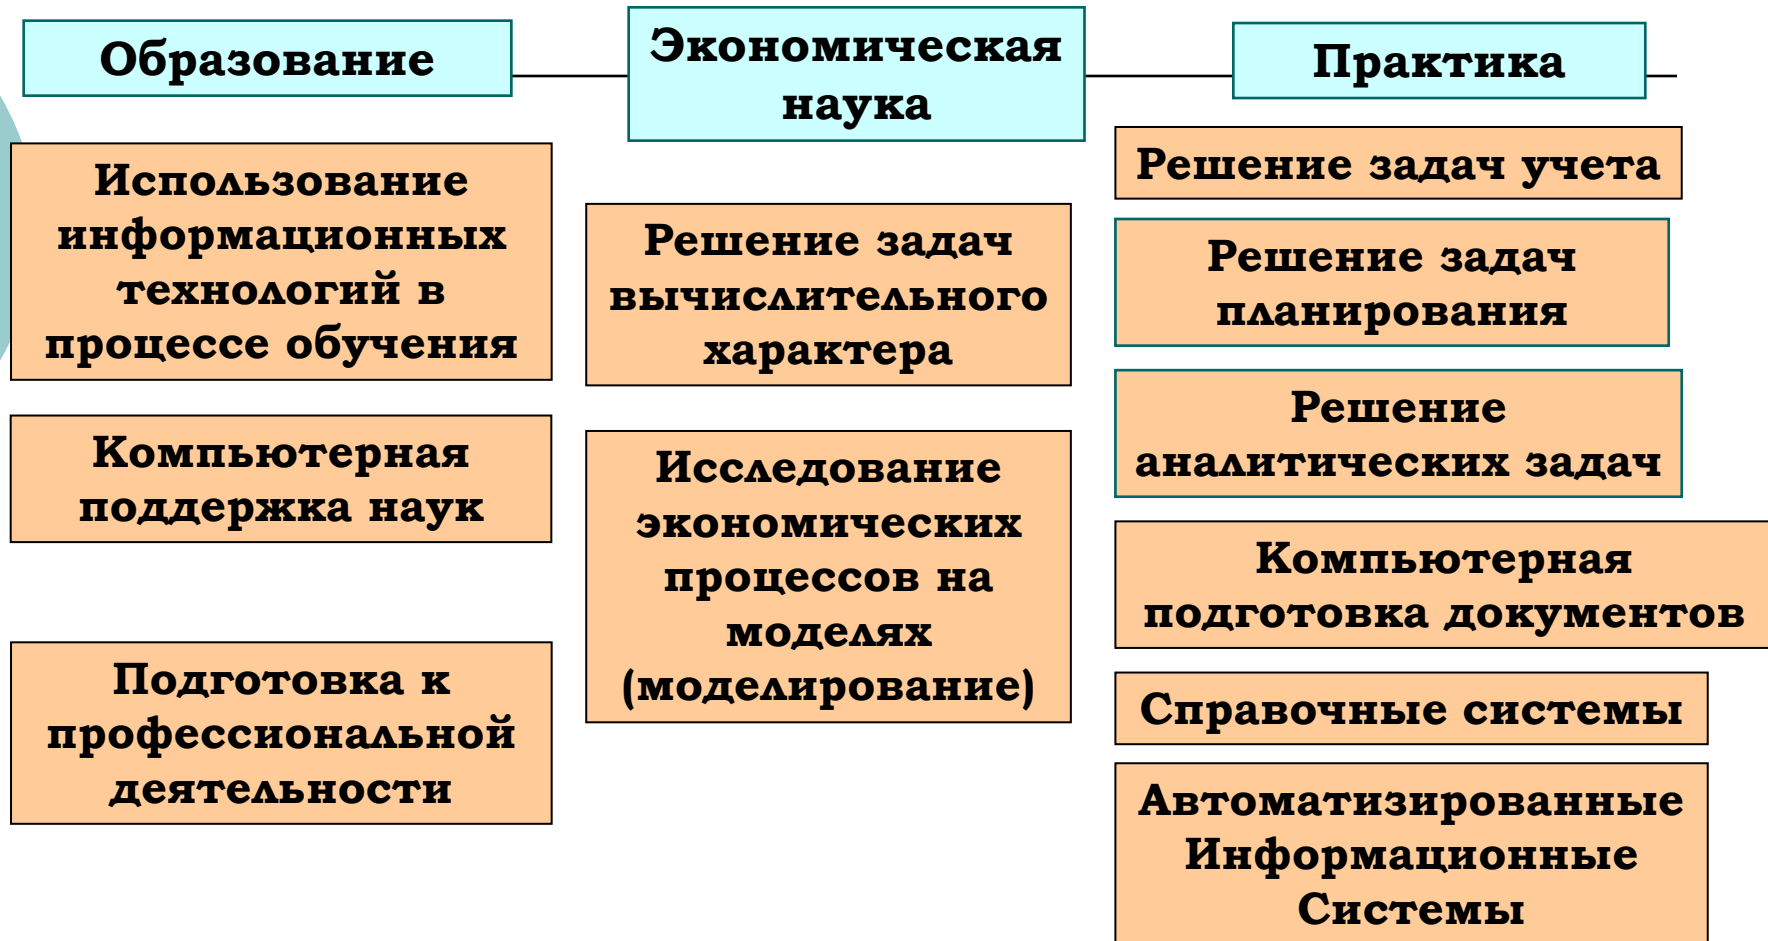 Образование
Использование
информационных
технологий в
процессе обучения
Компьютерная
поддержка наук
Подготовка к
профессиональной
деятельности
Экономическая
наука
Решение задач
вычислительного
характера
Исследование
экономических
процессов на
моделях
(моделирование)
Практика
Решение задач учета
Решение задач
планирования
Решение
аналитических задач
Компьютерная
подготовка документов
Справочные системы
Автоматизированные
Информационные
Системы